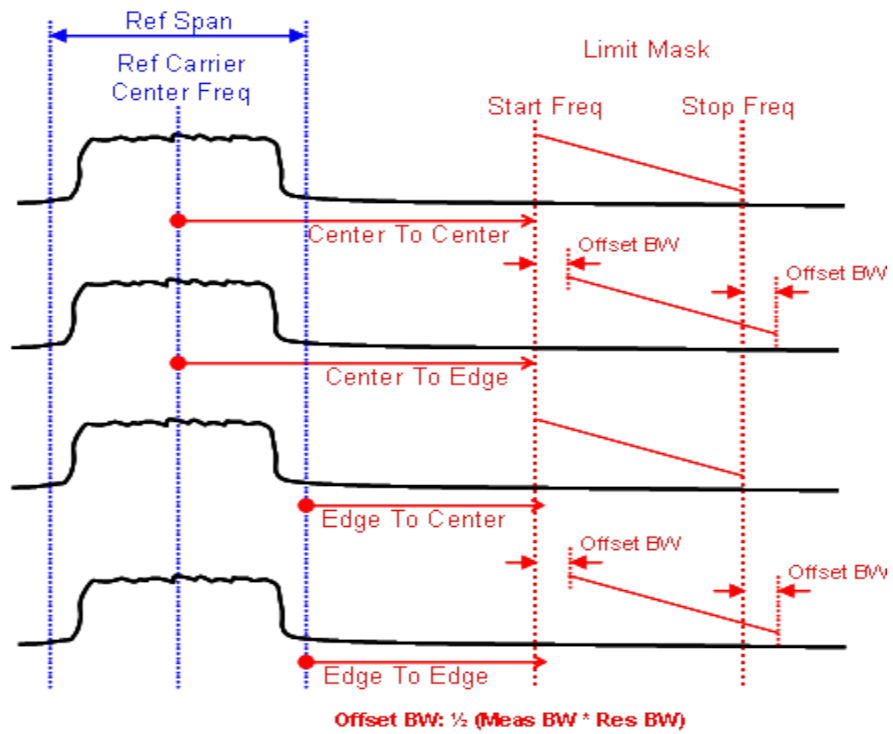 Ref Span
Limit Mask
Ref Carrier
Center Freq
Start Freq
Stop Freq
Center To Center
Offset BW
Offset BW
Center To Edge
Edge To Center
Offset BW
Offset BW
Edge To Edge
Offset BW: ½ (Meas BW * Res BW)